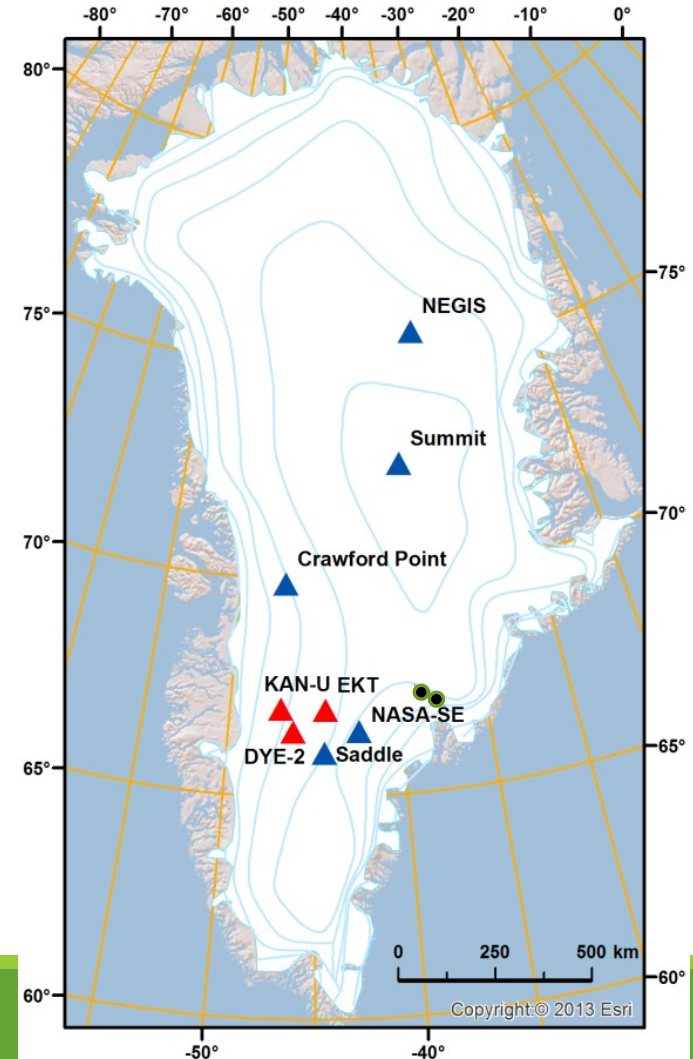 -80° -70° -60° -50° -40° -30° -20° -10° 0°
80°
75°
NEGIS
75°
Summit
70°
70°
Crawford Point
KAN-U EKT
NASA-SE
65°
DYE-2 Saddle
65°
0 250 500 km
60°
60°
Copyright:© 2013 Esri
-50° -40°